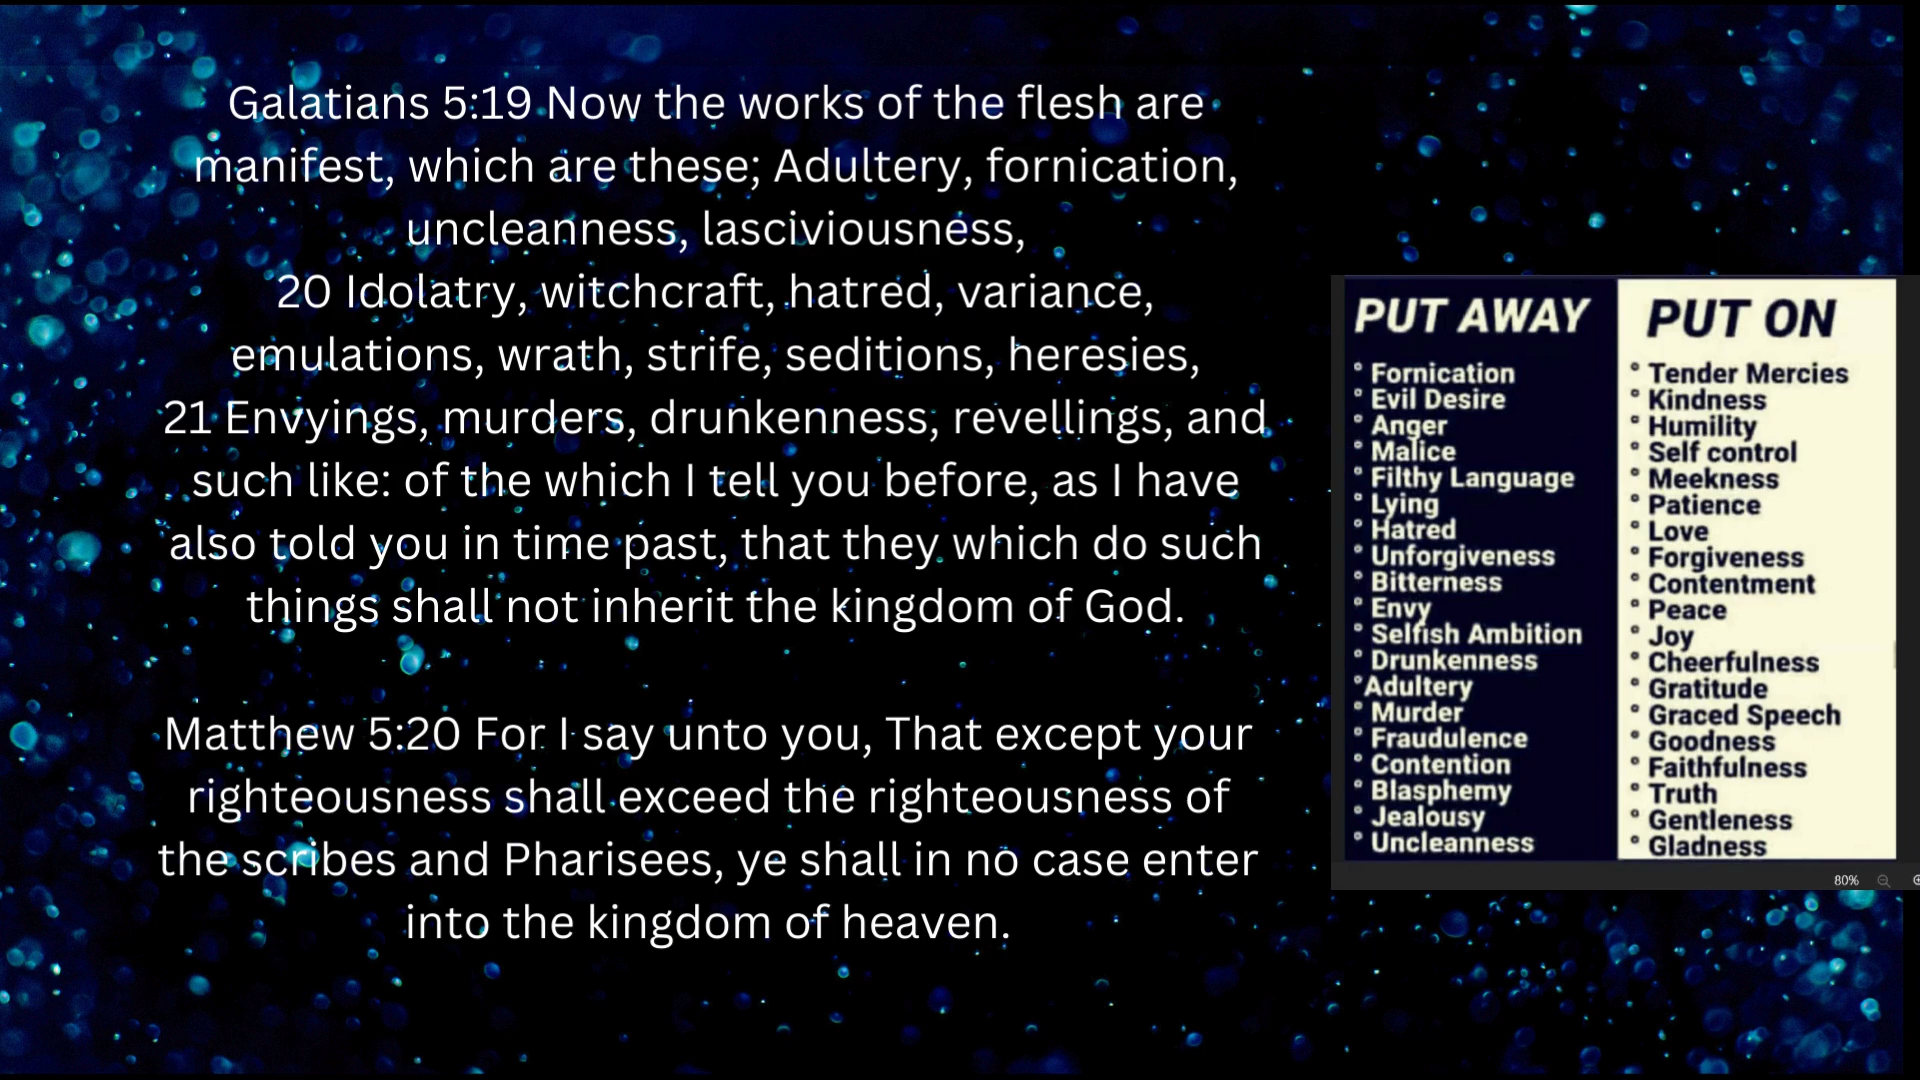 Galatians 5:19 Now the works of the flesh are
manifest, which are these; Adultery, fornication,
uncleanness, lasciviousness,
20 Idolatry, witchcraft, hatred, variance,
emulations, wrath, strife, seditions, heresies,
21 Envyings, murders, drunkenness, revellings, and
such like: of the which I tell you before, as I have
also told you in time past, that they which do such
things shall not inherit the kingdom of God.
Matthew 5:20 For I say unto you, That except your
righteousness shall exceed the righteousness of
the scribes and Pharisees, ye shall in no case enter
into the kingdom of heaven.
PUT AWAY
° Fornication
° Evil Desire
° Anger
° Malice
° Filthy Language
° Lying
° Hatred
° Unforgiveness
° Bitterness
° Envy
° Selfish Ambition
° Drunkenness
°Adultery
° Murder
° Fraudulence
° Contention
° Blasphemy
° Jealousy
° Uncleanness
PUT ON
° Tender Mercies
° Kindness
° Humility
° Self control
° Meekness
° Patience
° Love
° Forgiveness
° Contentment
° Peace
° Joy
° Cheerfulness
° Gratitude
° Graced Speech
° Goodness
° Faithfulness
° Truth
° Gentleness
° Gladness
80%